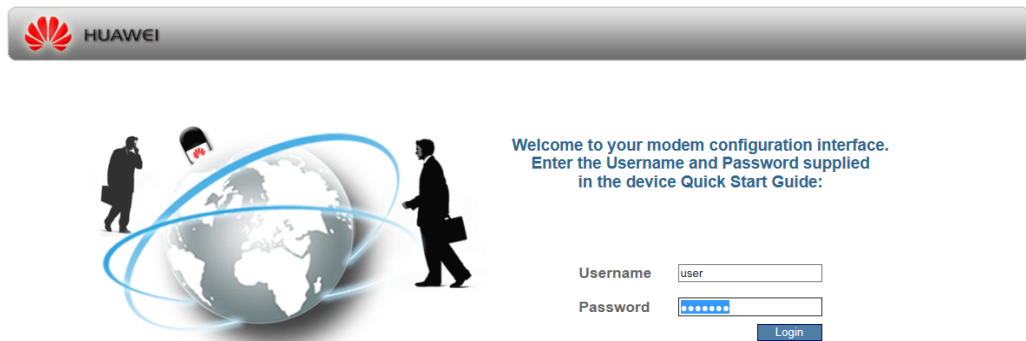 HUAWEI
Welcome to your modem configuration interface.
Enter the Username and Password supplied
in the device Quick Start Guide:
Username user
Password •••••••
Login